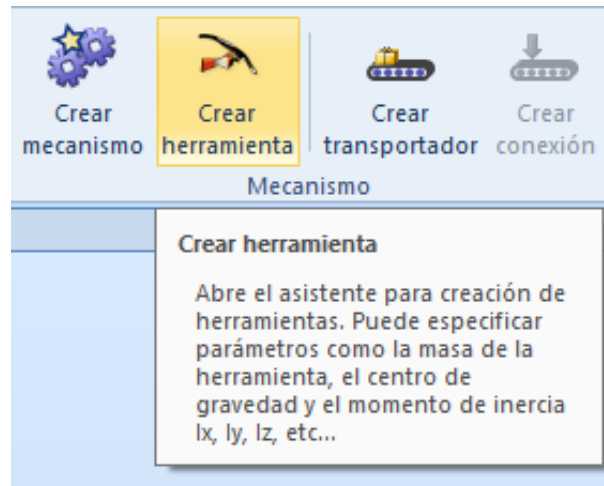 Crear mecanismo
Crear herramienta
Crear transportador
Crear conexión
Mecanismo
Crear herramienta
Abre el asistente para creación de
herramientas. Puede especificar
parámetros como la masa de la
herramienta, el centro de
gravedad y el momento de inercia
Ix, Iy, Iz, etc...